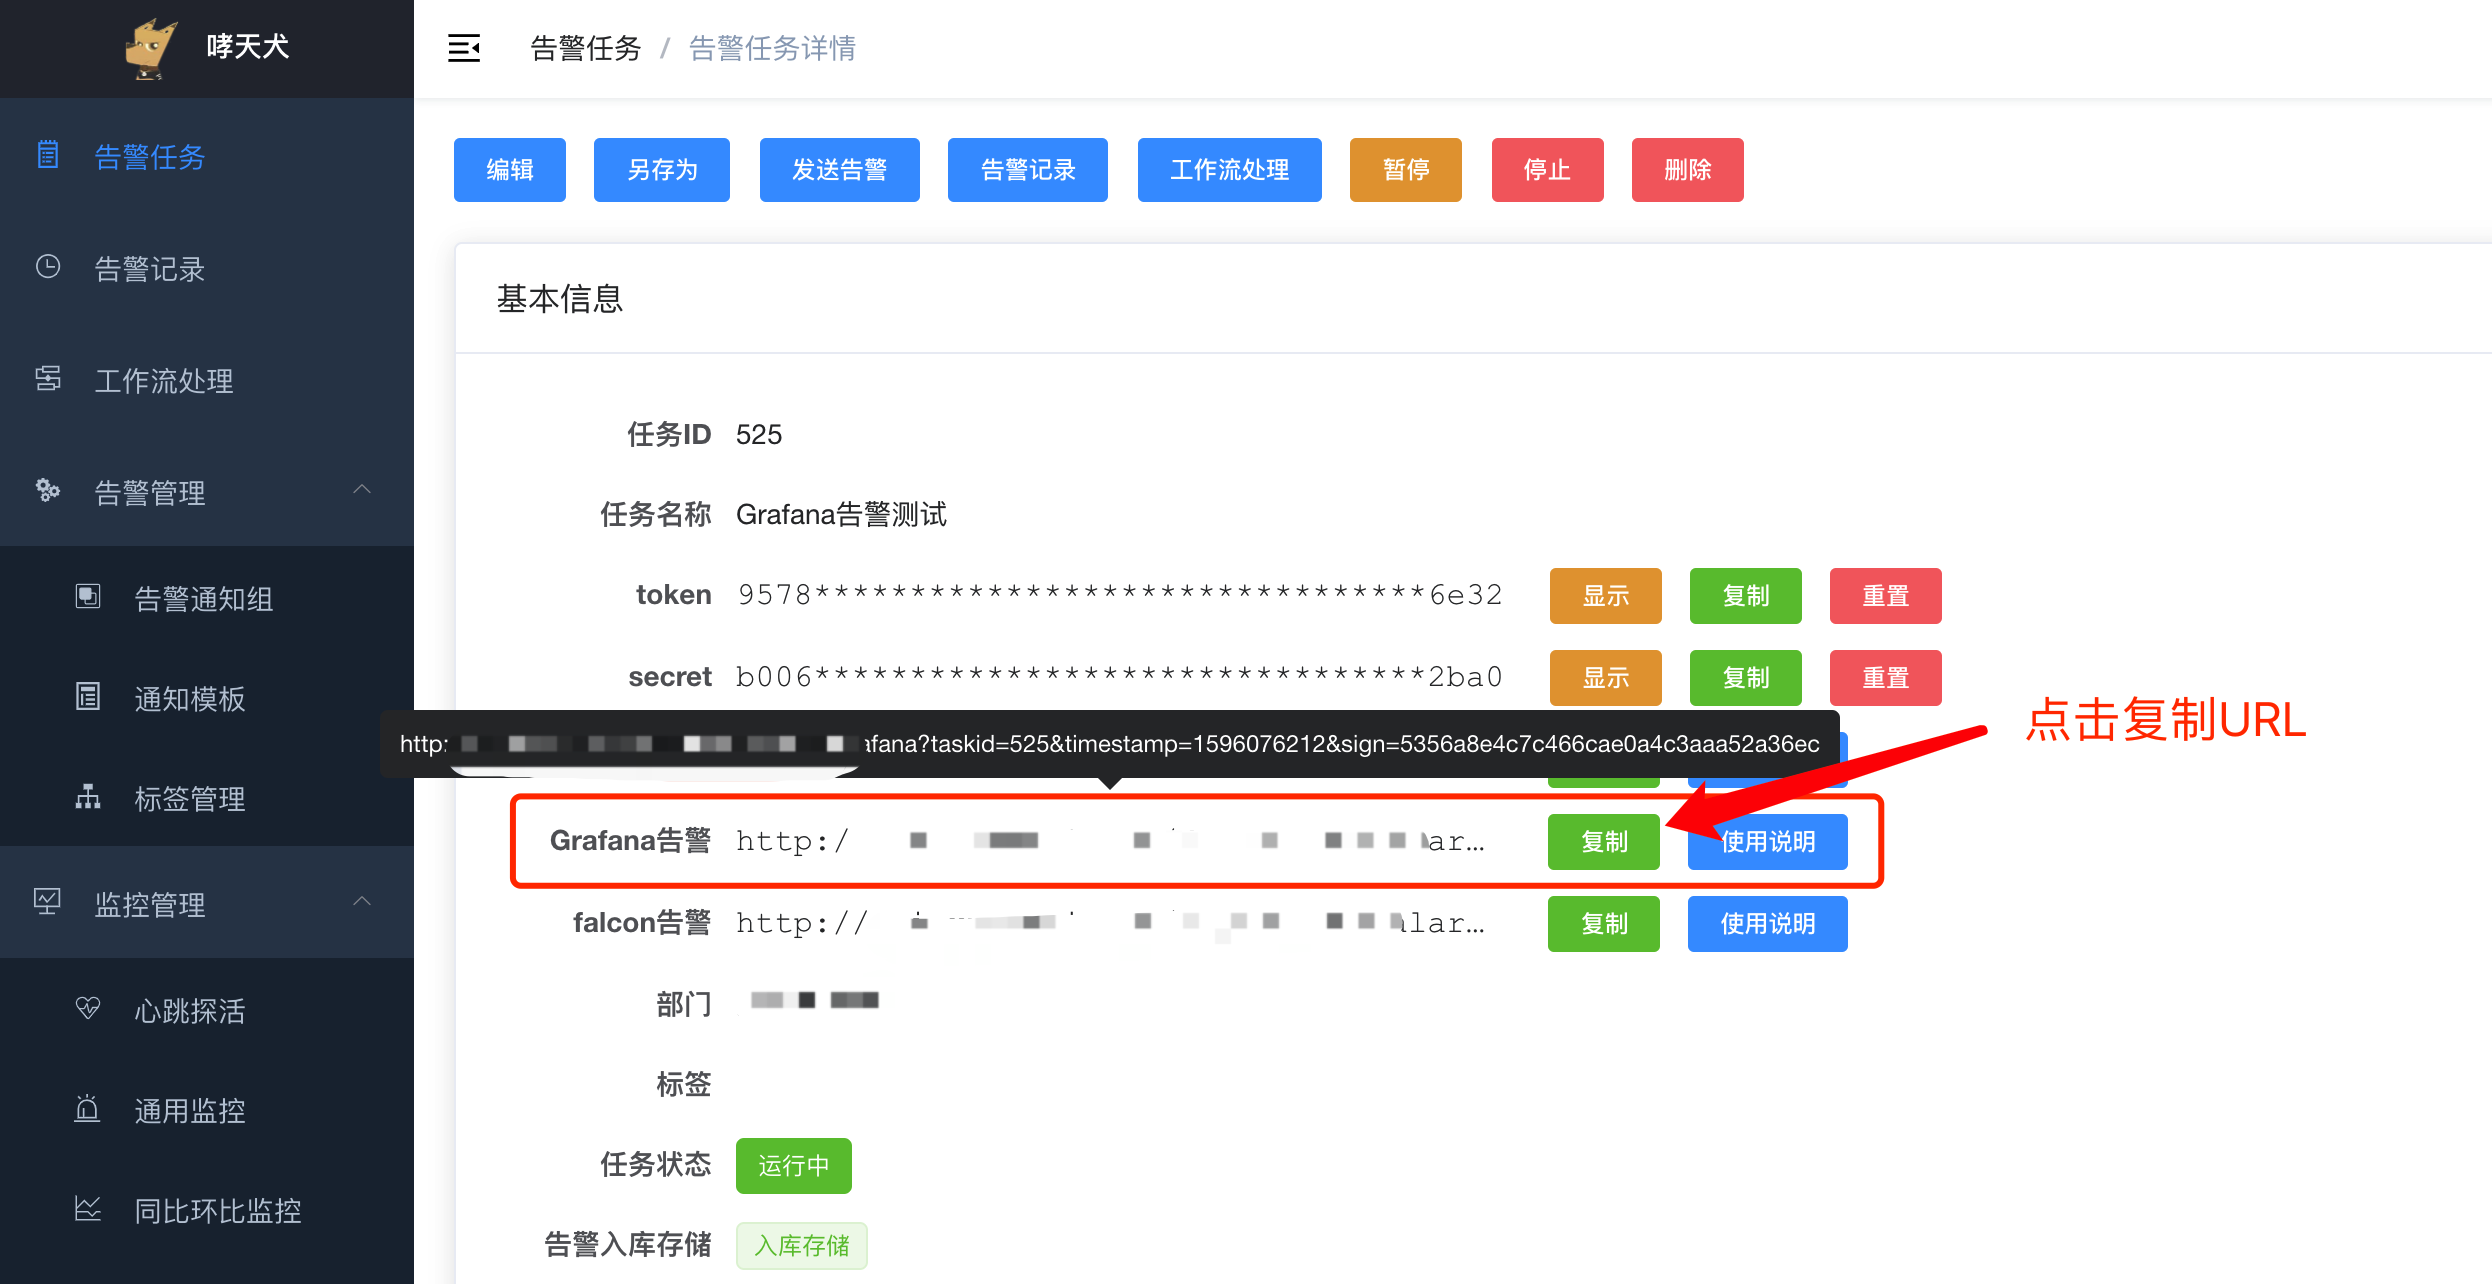 哮天犬
告警任务 / 告警任务详情
告警任务
告警记录
工作流处理
告警管理
告警通知组
通知模板
标签管理
监控管理
心跳探活
通用监控
同比环比监控
编辑 另存为 发送告警 告警记录 工作流处理 暂停 停止 删除
基本信息
任务ID 525
任务名称 Grafana告警测试
token 9578********************************6e32 显示 复制 重置
secret b006********************************2ba0 显示 复制 重置
点击复制URL
http: afana?taskid=525&timestamp=1596076212&sign=5356a8e4c7c466cae0a4c3aaa52a36ec
Grafana告警 http:/ ar... 复制 使用说明
falcon告警 http:// lar... 复制 使用说明
部门
标签
任务状态 运行中
告警入库存储 入库存储